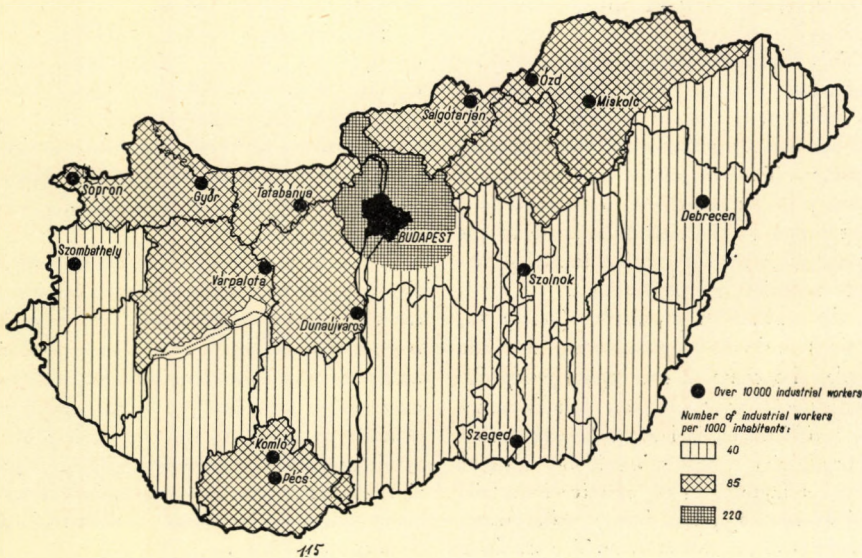 Ózd
Salgótarján
Miskolc
Sopron
Győr
Tatabánya
Debrecen
BUDAPEST
Szombathely
Várpalota
Szolnok
Dunaújváros
Over 10 000 industrial workers
Number of industrial workers
per 1000 inhabitants:
Szeged
Komló
40
Pécs
85
220
115